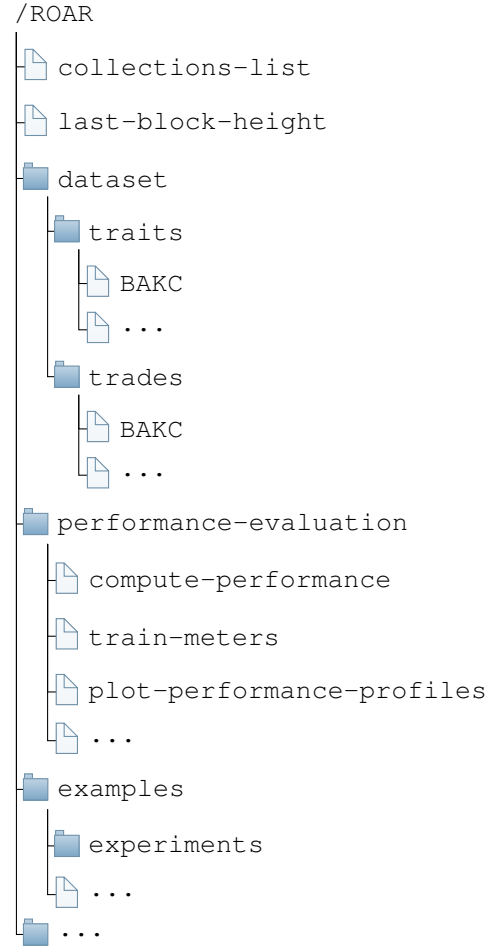 /ROAR
collections-list
last-block-height
dataset
traits
BAKC
...
trades
BAKC
...
performance-evaluation
compute-performance
train-meters
plot-performance-profiles
...
examples
experiments
...
...